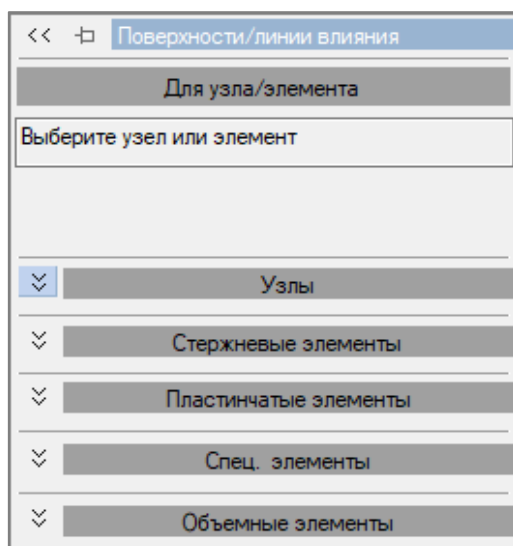 << Поверхности/линии влияния
Для узла/элемента
Выберите узел или элемент
Узлы
Стержневые элементы
Пластинчатые элементы
Спец. элементы
Объемные элементы